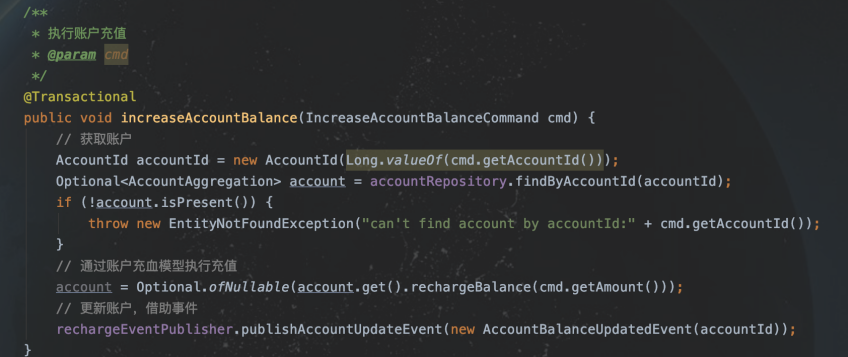 /**
 * 执行账户充值
 * @param cmd
 */
@Transactional
public void increaseAccountBalance(IncreaseAccountBalanceCommand cmd) {
    // 获取账户
    AccountId accountId = new AccountId(Long.valueOf(cmd.getAccountId()));
    Optional<AccountAggregation> account = accountRepository.findByAccountId(accountId);
    if (!account.isPresent()) {
        throw new EntityNotFoundException("can't find account by accountId:" + cmd.getAccountId());
    }
    // 通过账户充血模型执行充值
    account = Optional.ofNullable(account.get().rechargeBalance(cmd.getAmount()));
    // 更新账户，借助事件
    rechargeEventPublisher.publishAccountUpdateEvent(new AccountBalanceUpdatedEvent(accountId));
}